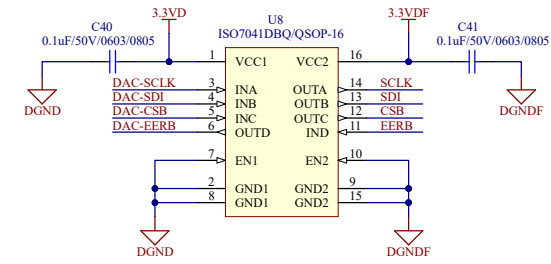 3.3VD
3.3VDF
C40
0.1uF/50V/0603/0805
U8
ISO7041DBQ/QSOP-16
C41
0.1uF/50V/0603/0805
1 VCC1 VCC2 16
DGND
DGNDF
DAC-SCLK 3 INA OUTA 14 SCLK
DAC-SDI 4 INB OUTB 13 SDI
DAC-CSB 5 INC OUTC 12 CSB
DAC-EERB 6 OUTD IND 11 EERB
7 EN1 EN2 10
2 GND1 GND2 9
8 GND1 GND2 15
DGND
DGNDF